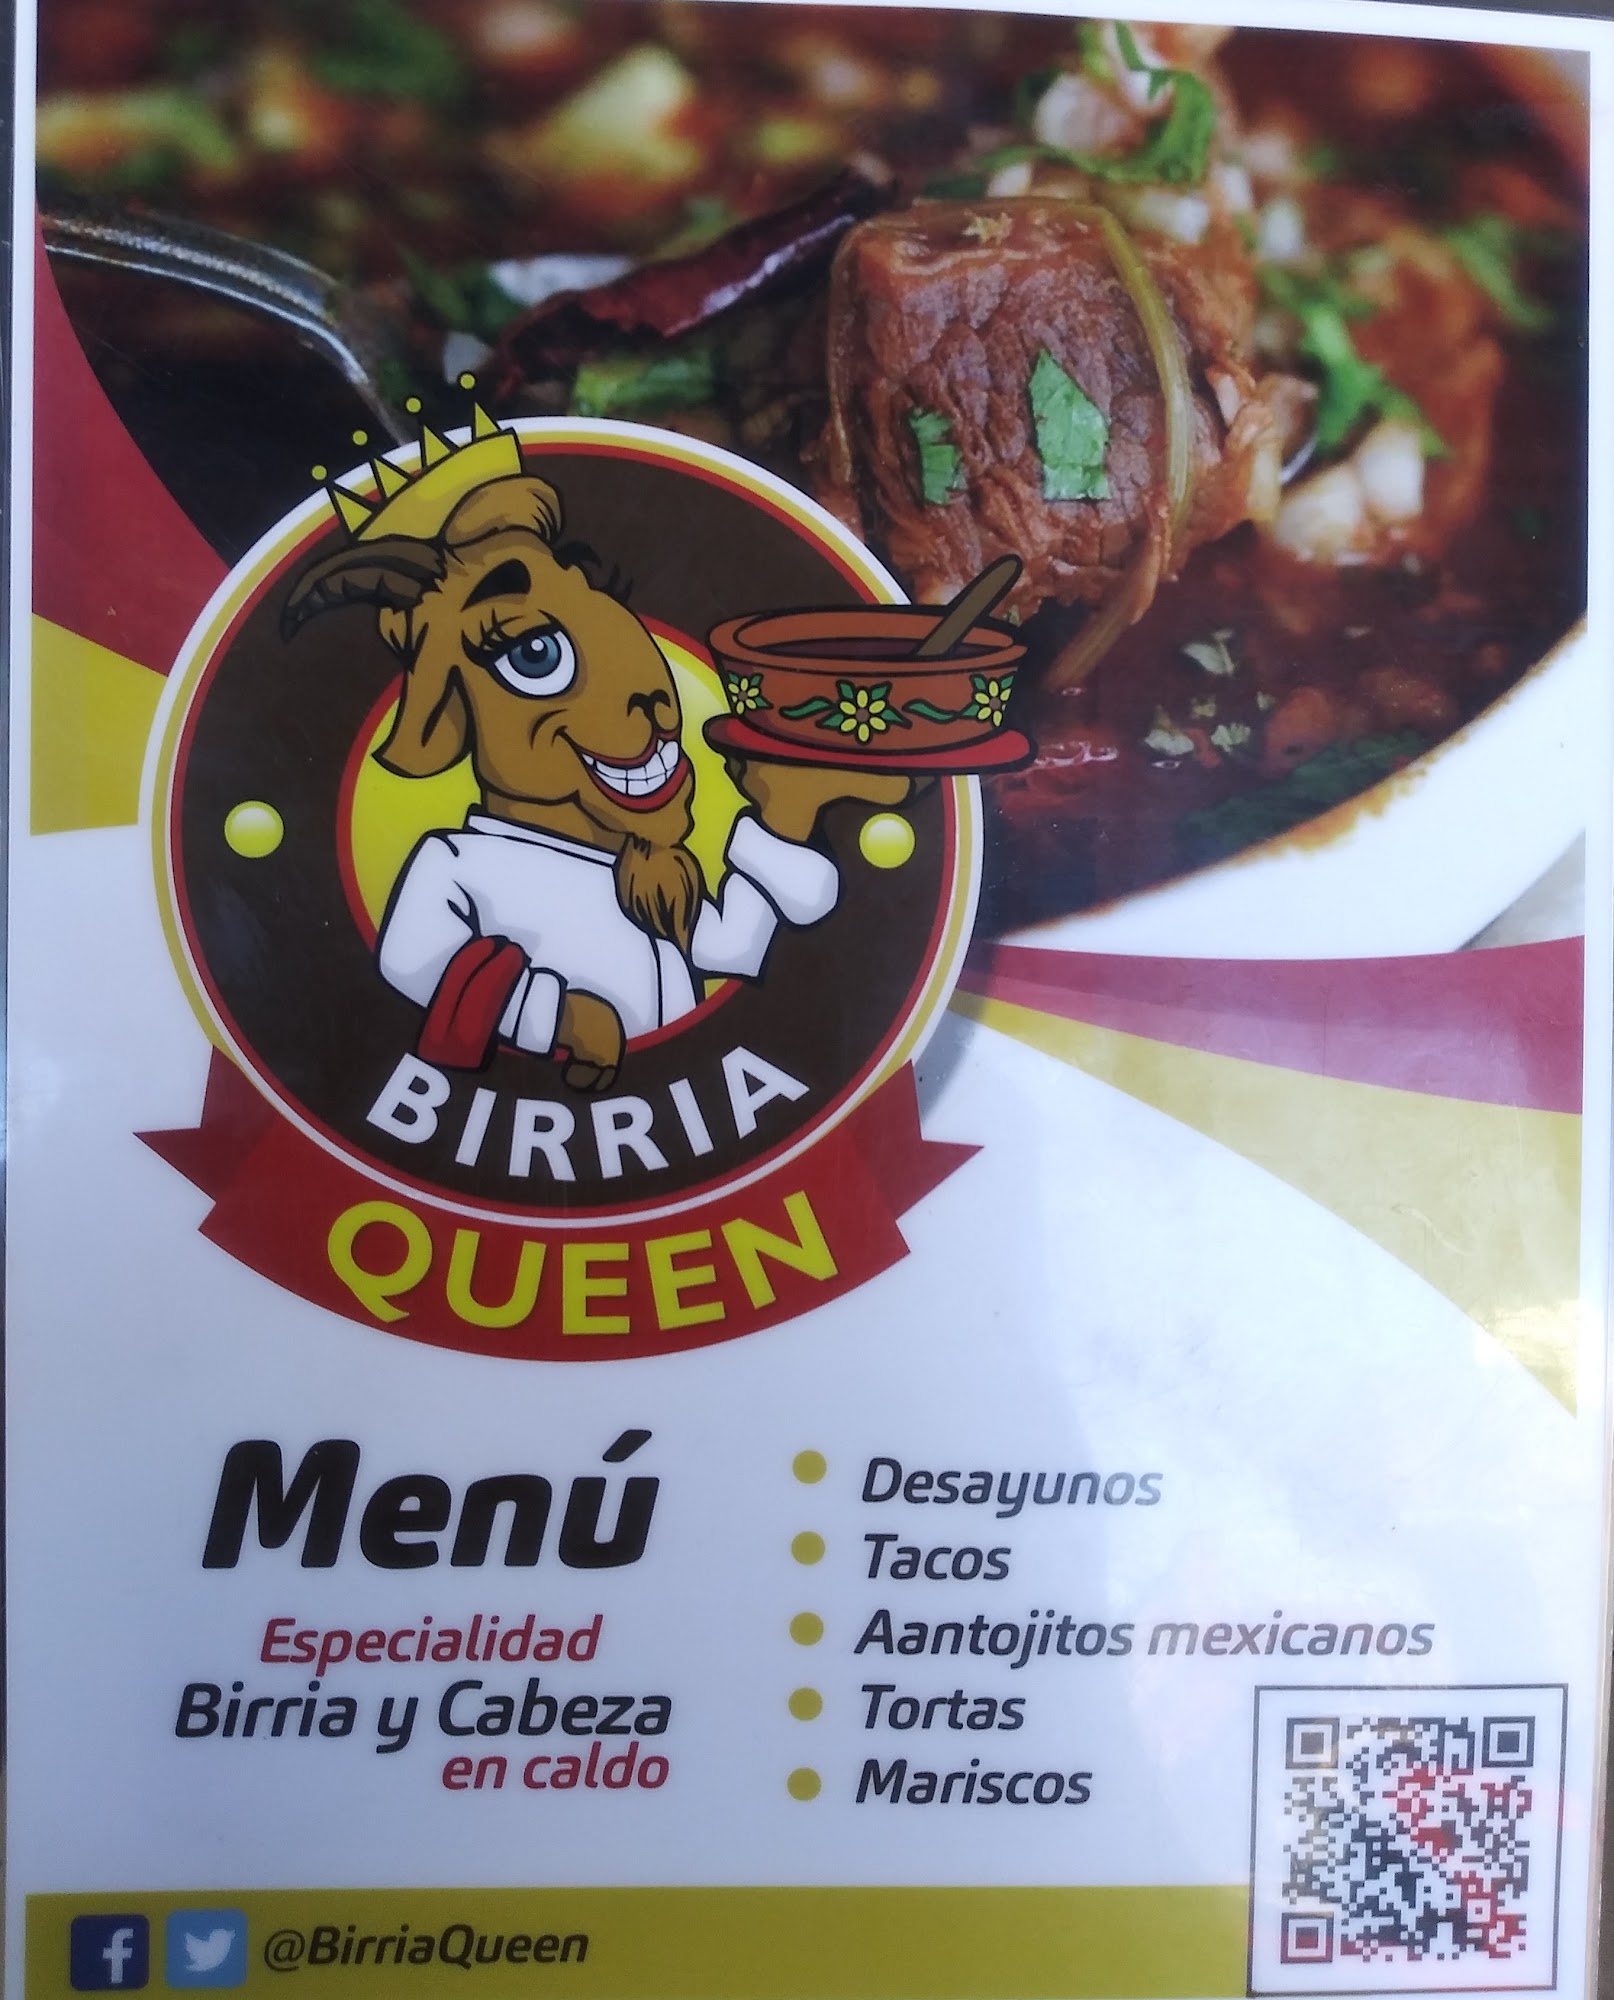 BIRRIA
QUEEN
Menú
Especialidad
Birria y Cabeza
en caldo
Desayunos
Tacos
Aantojitos mexicanos
Tortas
Mariscos
@BirriaQueen